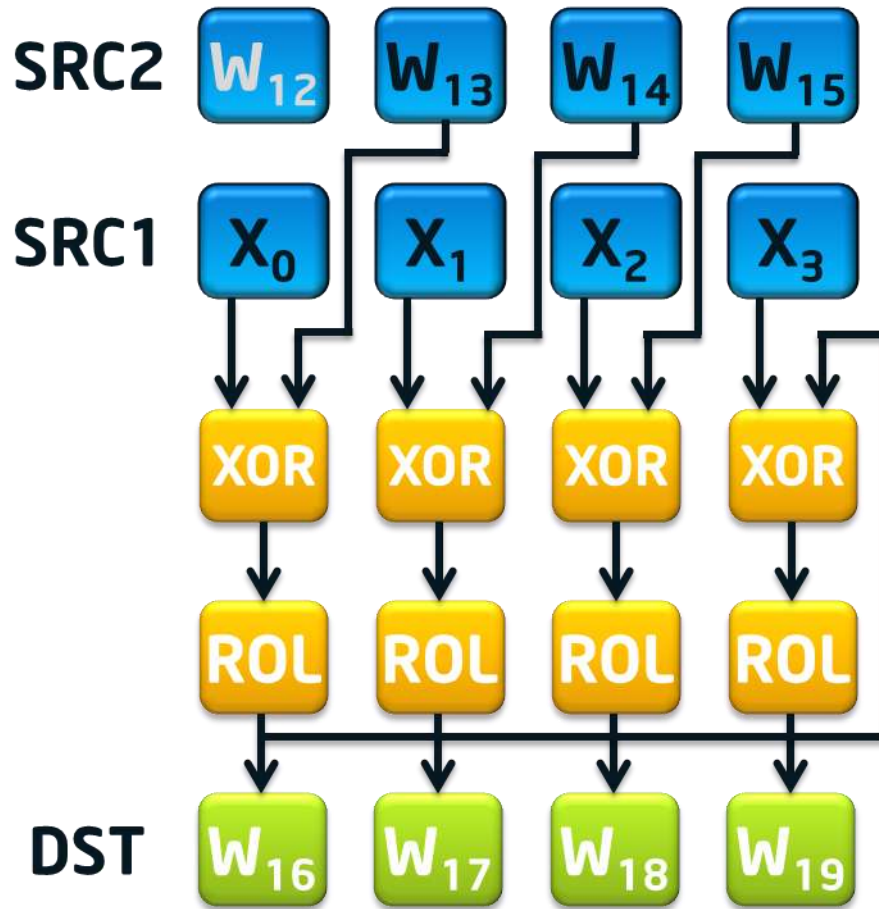 SRC2 W12 W13 W14 W15
SRC1 X0 X1 X2 X3
XOR XOR XOR XOR
ROL ROL ROL ROL
DST W16 W17 W18 W19